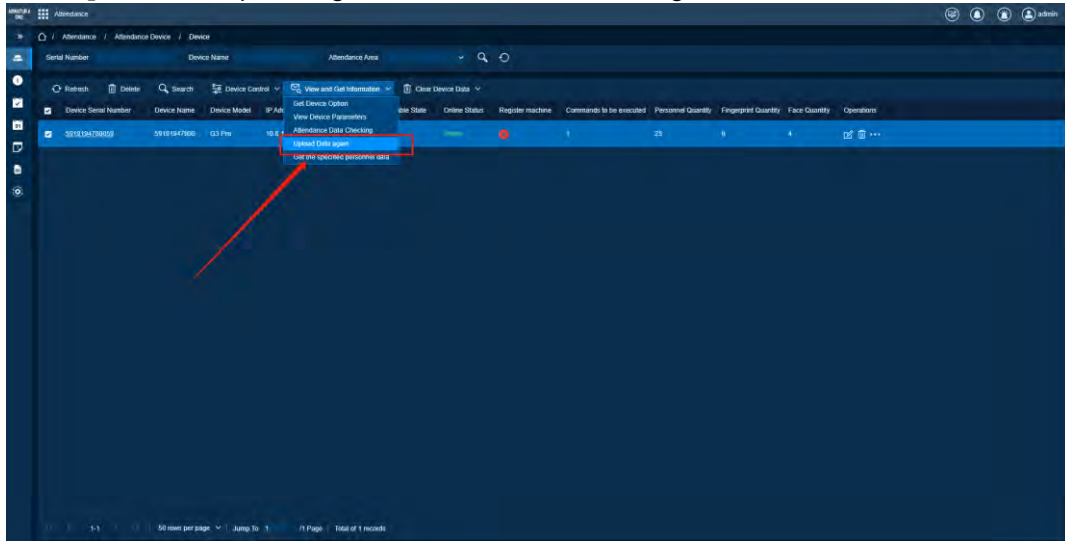 Attendance
admin
Attendance / Attendance Device / Device
Serial Number Device Name Attendance Area
Refresh Delete Search Device Control View and Get Information Clear Device Data
Device Serial Number Device Name Device Model IP Online Status Register machine Commands to be executed Personnel Quantity Fingerprint Quantity Face Quantity Operations
G3 Pro 1 23 4
Get Device Option
View Device Parameters
Attendance Data Checking
Upload Data again
Get the specified personnel data
1-1 50 rows per page Jump To 1 /1 Page Total of 1 records